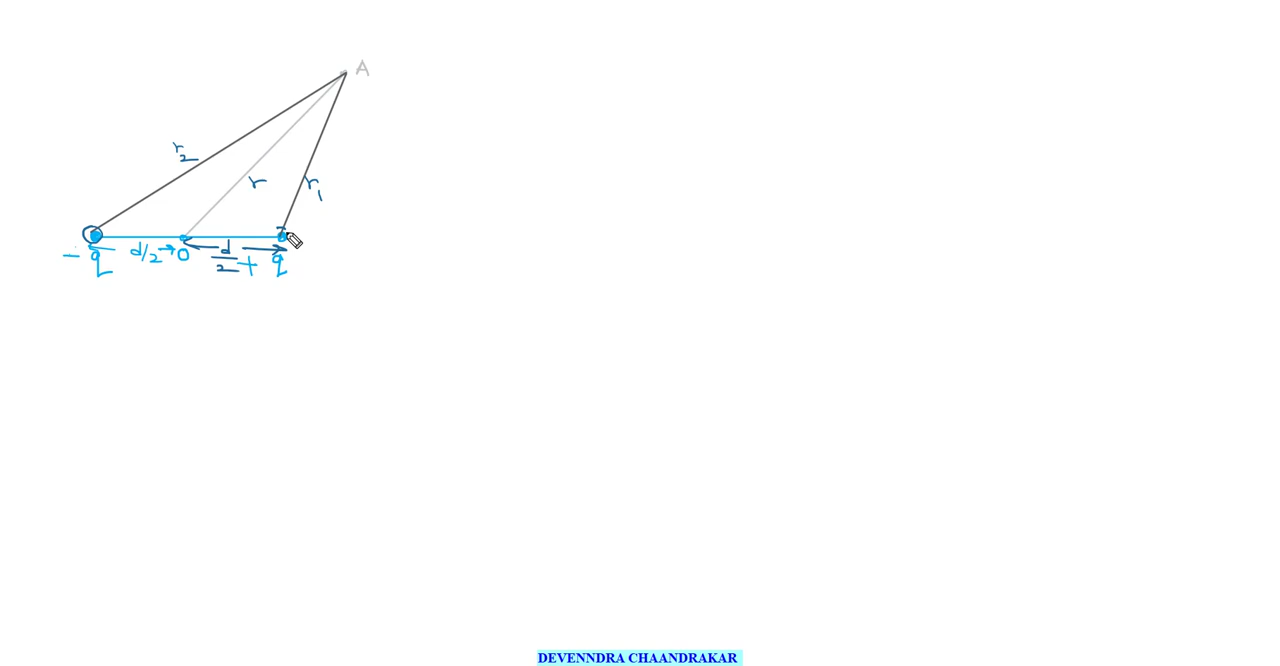 A
r2
r
r1
- q d/2 → O d/2 + q
DEVENNDRA CHAANDRAKAR